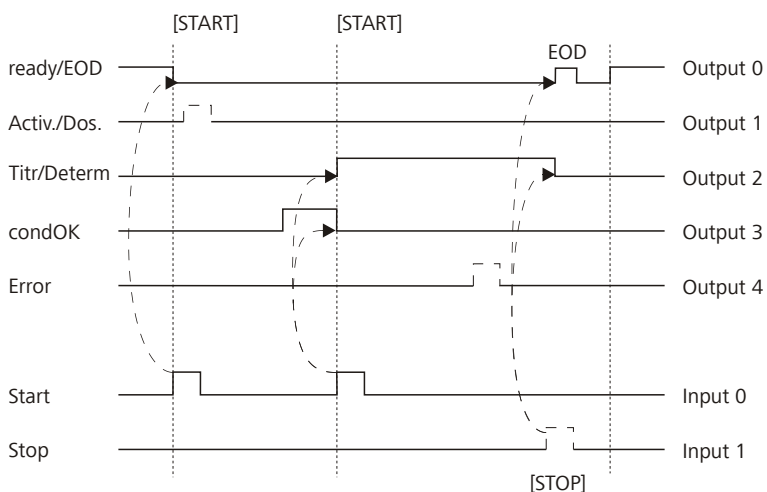 [START] [START]
EOD
ready/EOD Output 0
Activ./Dos. Output 1
Titr/Determ Output 2
condOK Output 3
Error Output 4
Start Input 0
Stop Input 1
[STOP]